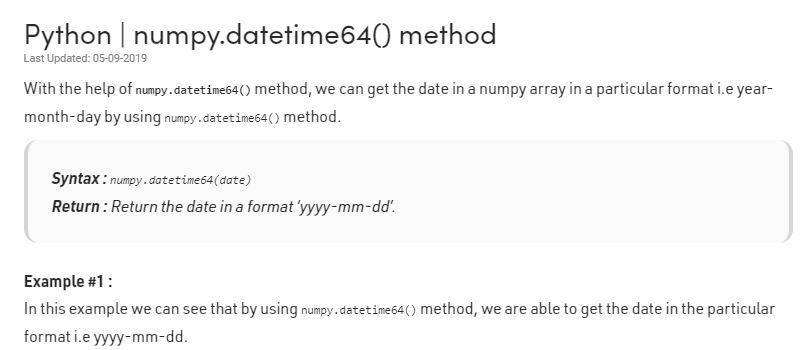 Python | numpy.datetime64() method
Last Updated: 05-09-2019
With the help of numpy.datetime64() method, we can get the date in a numpy array in a particular format i.e year-
month-day by using numpy.datetime64() method.
Syntax : numpy.datetime64(date)
Return : Return the date in a format ‘yyyy-mm-dd’.
Example #1 :
In this example we can see that by using numpy.datetime64() method, we are able to get the date in the particular
format i.e yyyy-mm-dd.